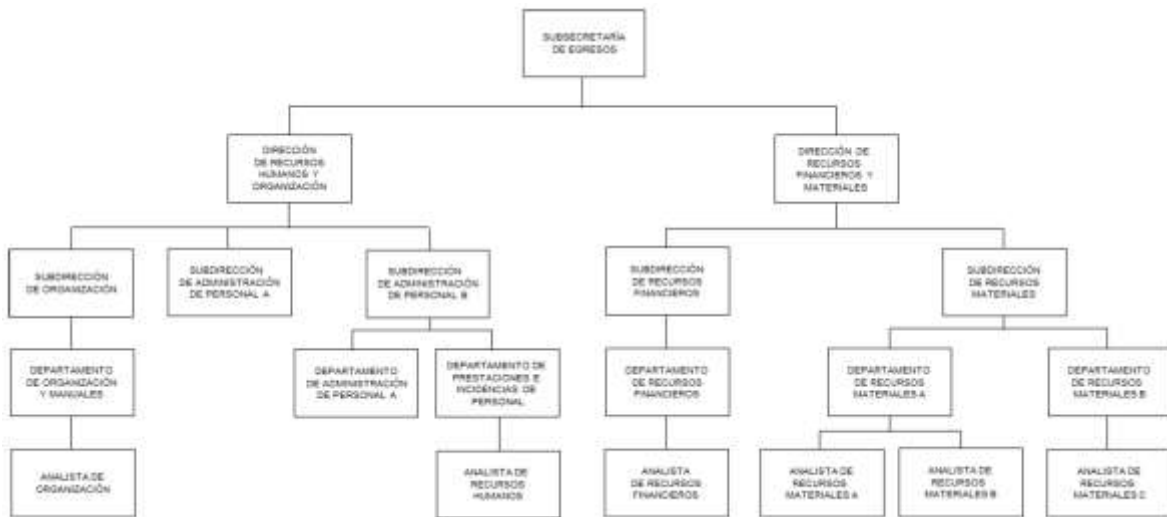 SUBSECRETARÍA
DE EGRESOS
DIRECCIÓN
DE RECURSOS
HUMANOS Y
ORGANIZACIÓN
DIRECCIÓN DE
RECURSOS
FINANCIEROS Y
MATERIALES
SUBDIRECCIÓN
DE ORGANIZACIÓN
SUBDIRECCIÓN
DE ADMINISTRACIÓN
DE PERSONAL A
SUBDIRECCIÓN
DE ADMINISTRACIÓN
DE PERSONAL B
SUBDIRECCIÓN
DE RECURSOS
FINANCIEROS
SUBDIRECCIÓN
DE RECURSOS
MATERIALES
DEPARTAMENTO
DE ORGANIZACIÓN
Y MANUALES
DEPARTAMENTO
DE ADMINISTRACIÓN
DE PERSONAL A
DEPARTAMENTO DE
PRESTACIONES E
INCIDENCIAS DE
PERSONAL
DEPARTAMENTO
DE RECURSOS
FINANCIEROS
DEPARTAMENTO
DE RECURSOS
MATERIALES A
DEPARTAMENTO
DE RECURSOS
MATERIALES B
ANALISTA DE
ORGANIZACIÓN
ANALISTA DE
RECURSOS
HUMANOS
ANALISTA
DE RECURSOS
FINANCIEROS
ANALISTA DE
RECURSOS
MATERIALES A
ANALISTA DE
RECURSOS
MATERIALES B
ANALISTA DE
RECURSOS
MATERIALES C